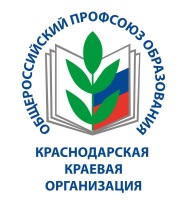 ОБЩЕРОССИЙСКИЙ ПРОФСОЮЗ ОБРАЗОВАНИЯ
КРАСНОДАРСКАЯ
КРАЕВАЯ
ОРГАНИЗАЦИЯ